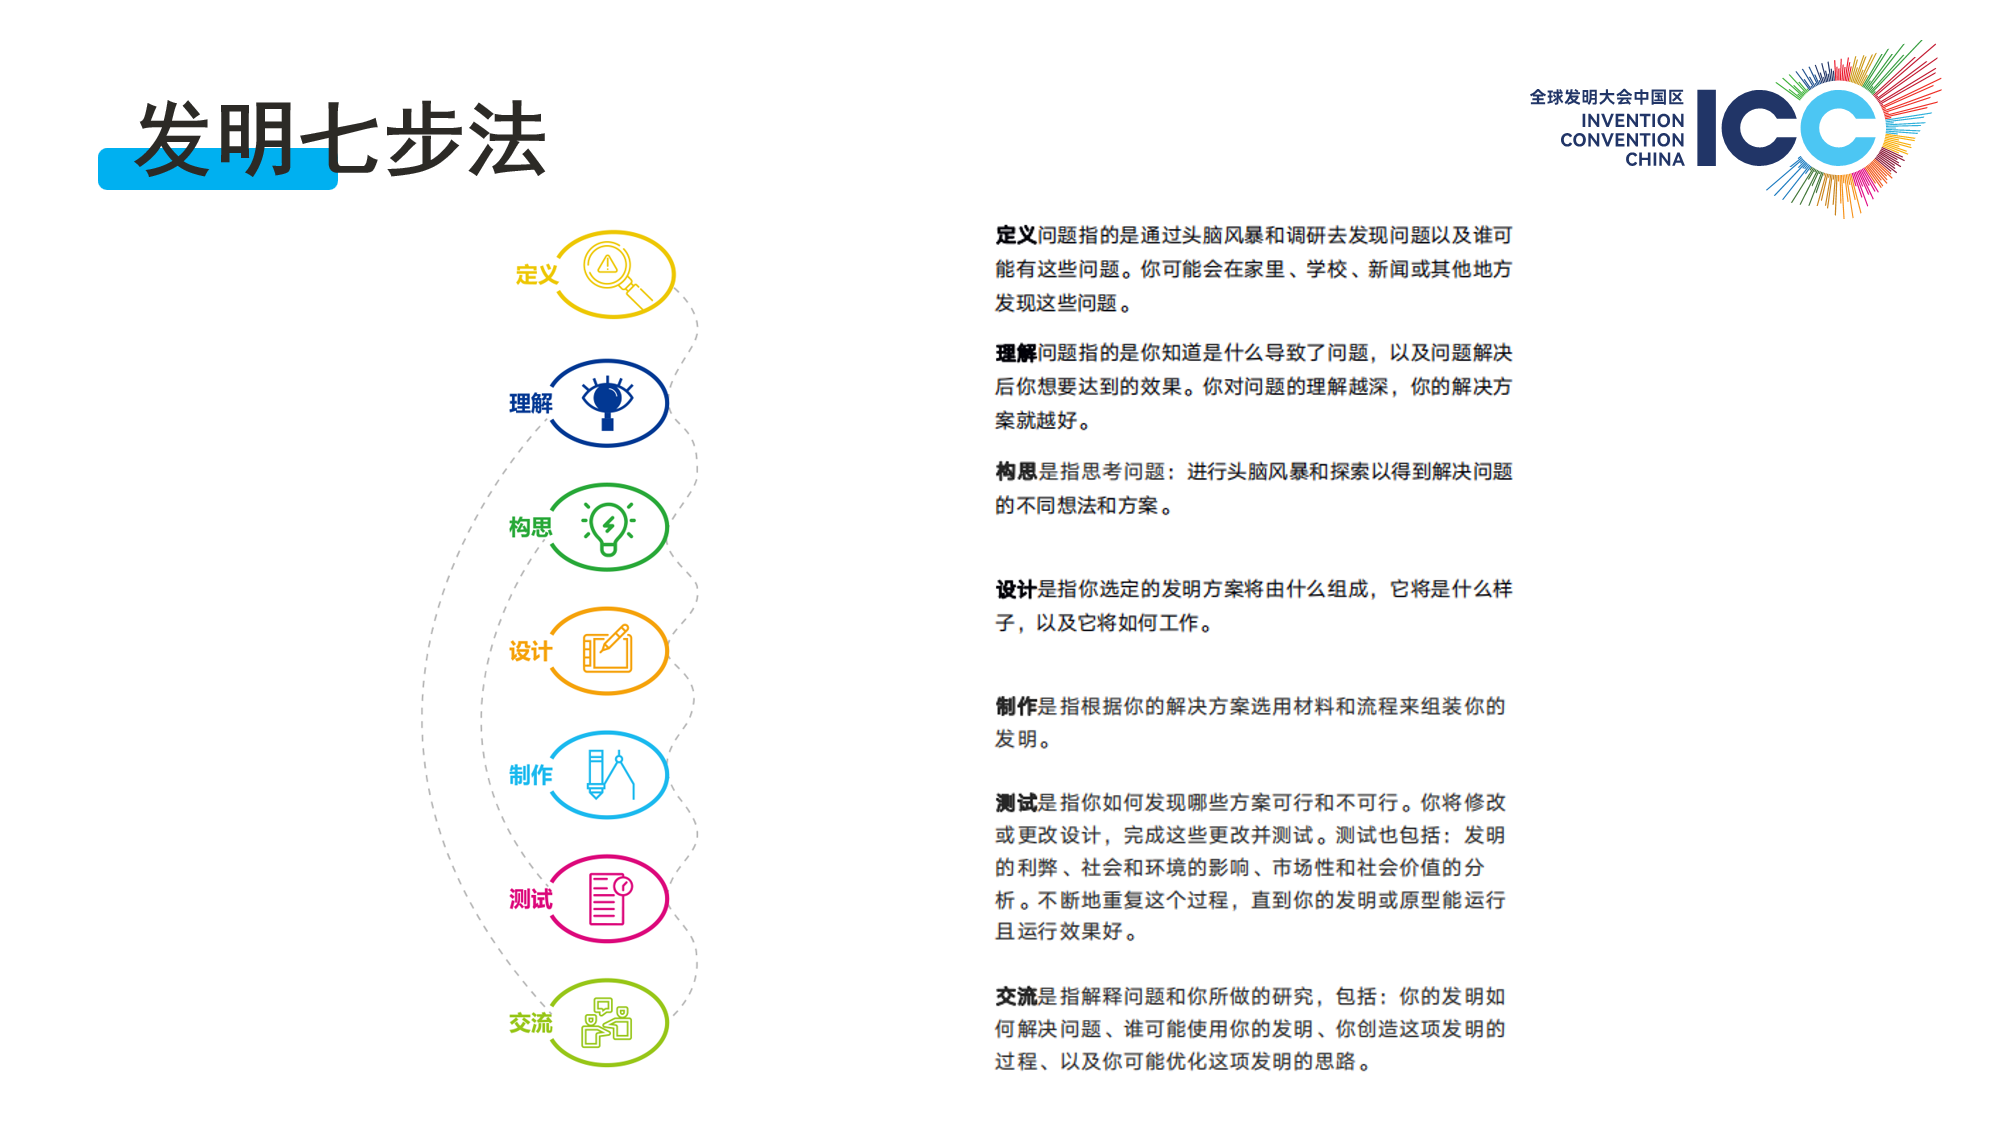 发明七步法
全球发明大会中国区
INVENTION
CONVENTION
CHINA
ICC
定义
理解
构思
设计
制作
测试
交流
定义问题指的是通过头脑风暴和调研去发现问题以及谁可
能有这些问题。你可能会在家里、学校、新闻或其他地方
发现这些问题。
理解问题指的是你知道是什么导致了问题，以及问题解决
后你想要达到的效果。你对问题的理解越深，你的解决方
案就越好。
构思是指思考问题：进行头脑风暴和探索以得到解决问题
的不同想法和方案。
设计是指你选定的发明方案将由什么组成，它将是什么样
子，以及它将如何工作。
制作是指根据你的解决方案选用材料和流程来组装你的
发明。
测试是指你如何发现哪些方案可行和不可行。你将修改
或更改设计，完成这些更改并测试。测试也包括：发明
的利弊、社会和环境的影响、市场性和社会价值的分
析。不断地重复这个过程，直到你的发明或原型能运行
且运行效果好。
交流是指解释问题和你所做的研究，包括：你的发明如
何解决问题、谁可能使用你的发明、你创造这项发明的
过程、以及你可能优化这项发明的思路。